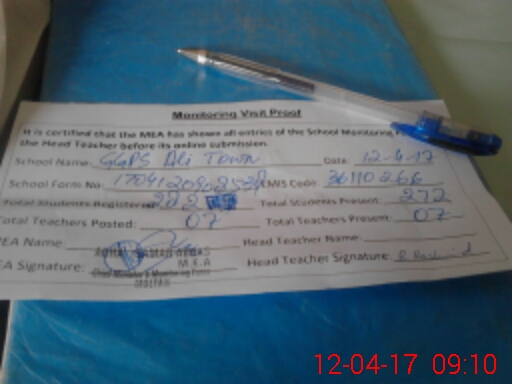 Monitoring Visit Proof
It is certified that the MEA has shown all entries of the School Monitoring
the Head Teacher before its online submission.
School Name: GGPS Ali Town Date: 12-4-17
School Form No EMIS Code: 36110266
Total Students Registered: 282 Total Students Present: 272
Total Teachers Posted: 07 Total Teachers Present: 07
MEA Name: Head Teacher Name:
MEA Signature: M.E.A Head Teacher Signature:
12-04-17 09:10